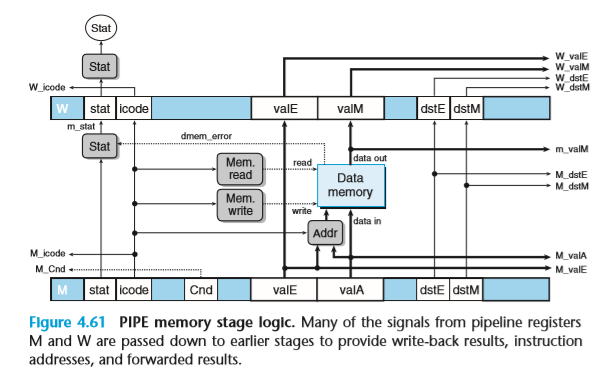 Stat
Stat
W_valE
W_valM
W_dstE
W_dstM
W_icode
W stat icode valE valM dstE dstM
m_stat
dmem_error
Stat
Mem.
read
read
data out
m_valM
Data
memory
M_dstE
M_dstM
Mem.
write
write
data in
Addr
M_icode
M_valA
M_Cnd
M_valE
M stat icode Cnd valE valA dstE dstM
Figure 4.61 PIPE memory stage logic. Many of the signals from pipeline registers
M and W are passed down to earlier stages to provide write-back results, instruction
addresses, and forwarded results.